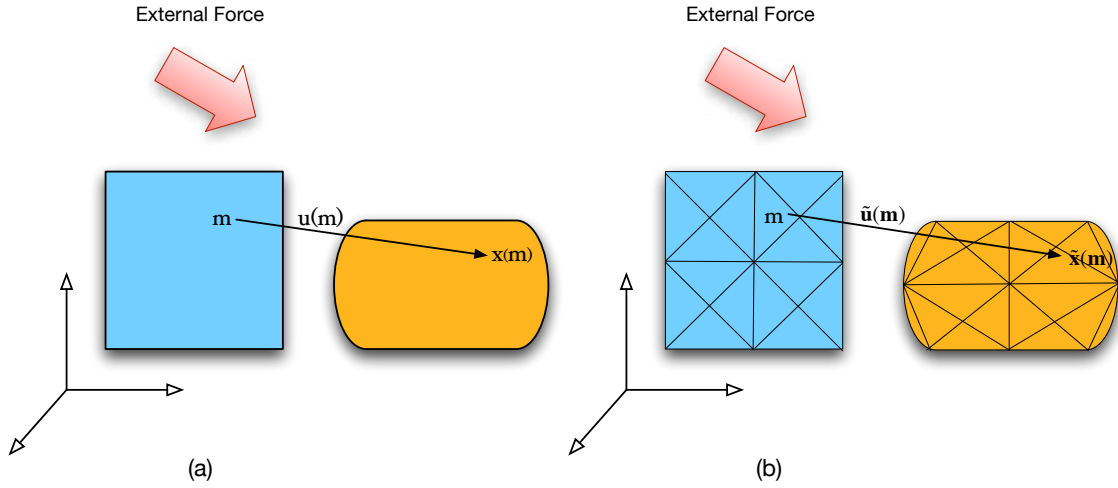 External Force
m
u(m)
x(m)
(a)
External Force
m
ũ(m)
x̃(m)
(b)